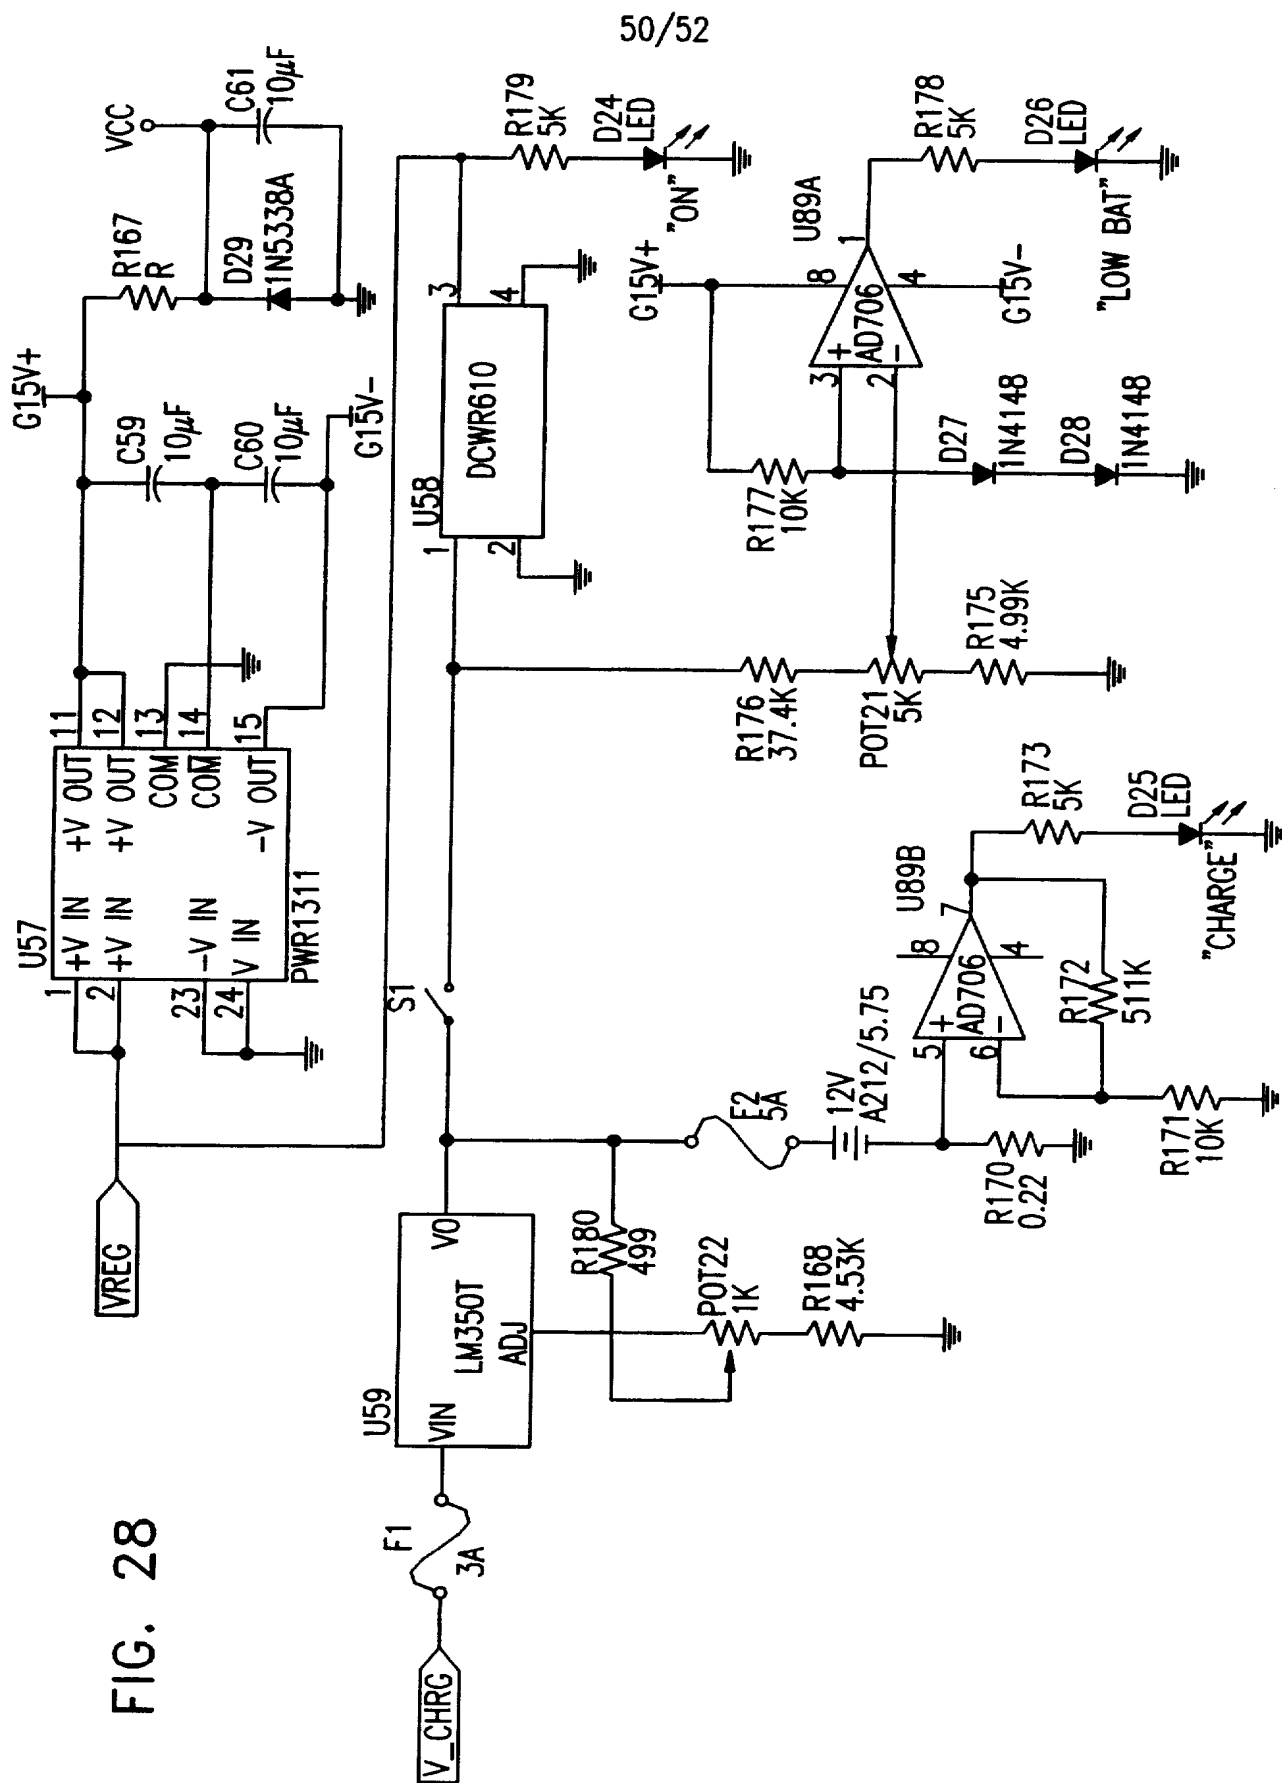 50/52
FIG. 28
VREG
U57
1
+V IN
2
+V IN
23
-V IN
24
V IN
+V OUT
11
+V OUT
12
COM
13
COM
14
-V OUT
15
PWR1311
G15V+
C59
10µF
C60
10µF
G15V-
R167
R
D29
1N5338A
VCC
C61
10µF
V_CHRG
F1
3A
U59
VIN
VO
LM350T
ADJ
S1
U58
1
2
DCWR610
3
4
R179
5K
D24
LED
"ON"
R180
499
POT22
1K
R168
4.53K
F2
5A
12V
A212/5.75
R170
0.22
R171
10K
U89B
5
+
6
-
AD706
8
4
7
R172
511K
R173
5K
D25
LED
"CHARGE"
R176
37.4K
POT21
5K
R175
4.99K
G15V+
R177
10K
D27
1N4148
D28
1N4148
U89A
3
+
2
-
AD706
8
4
1
G15V-
R178
5K
D26
LED
"LOW BAT"